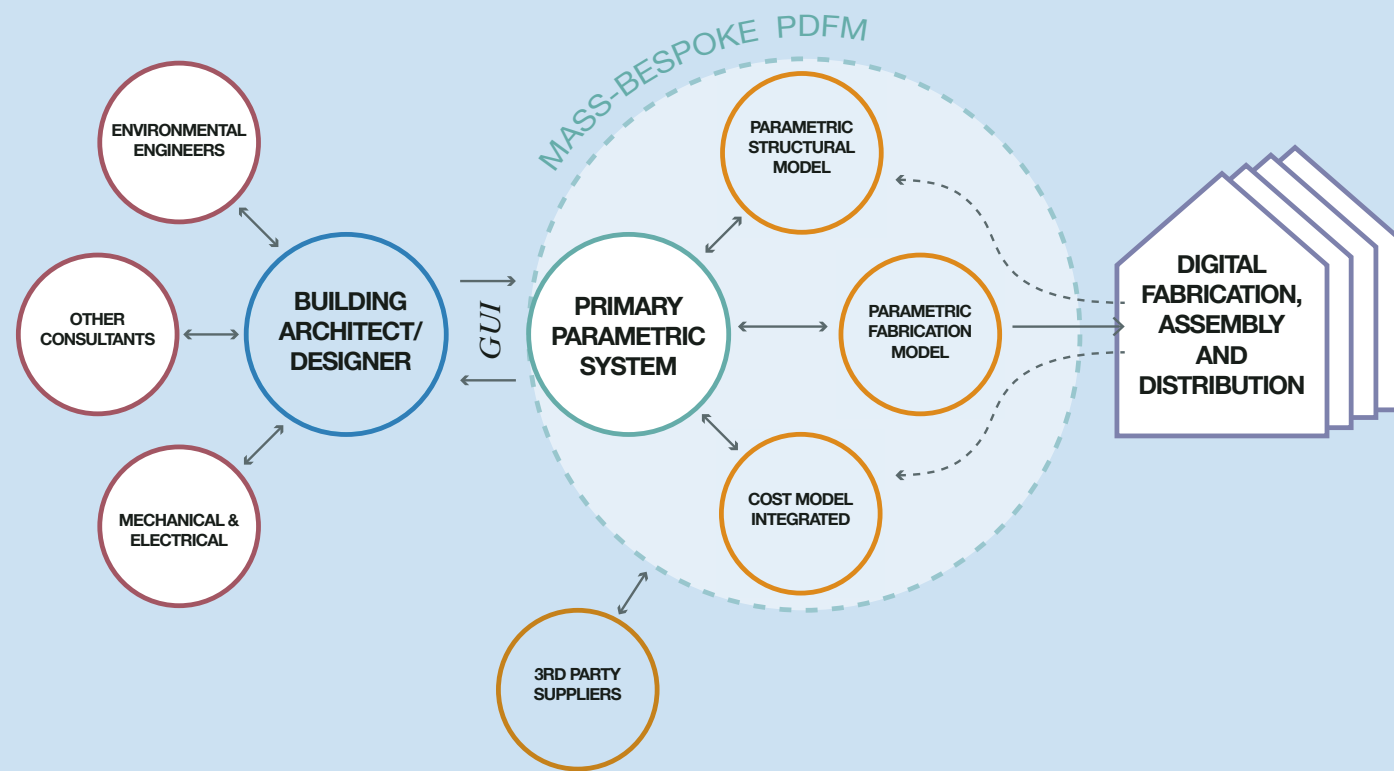 MASS-BESPOKE PDFM
ENVIRONMENTAL
ENGINEERS
OTHER
CONSULTANTS
MECHANICAL &
ELECTRICAL
BUILDING
ARCHITECT/
DESIGNER
GUI
PRIMARY
PARAMETRIC
SYSTEM
PARAMETRIC
STRUCTURAL
MODEL
PARAMETRIC
FABRICATION
MODEL
COST MODEL
INTEGRATED
3RD PARTY
SUPPLIERS
DIGITAL
FABRICATION,
ASSEMBLY
AND
DISTRIBUTION